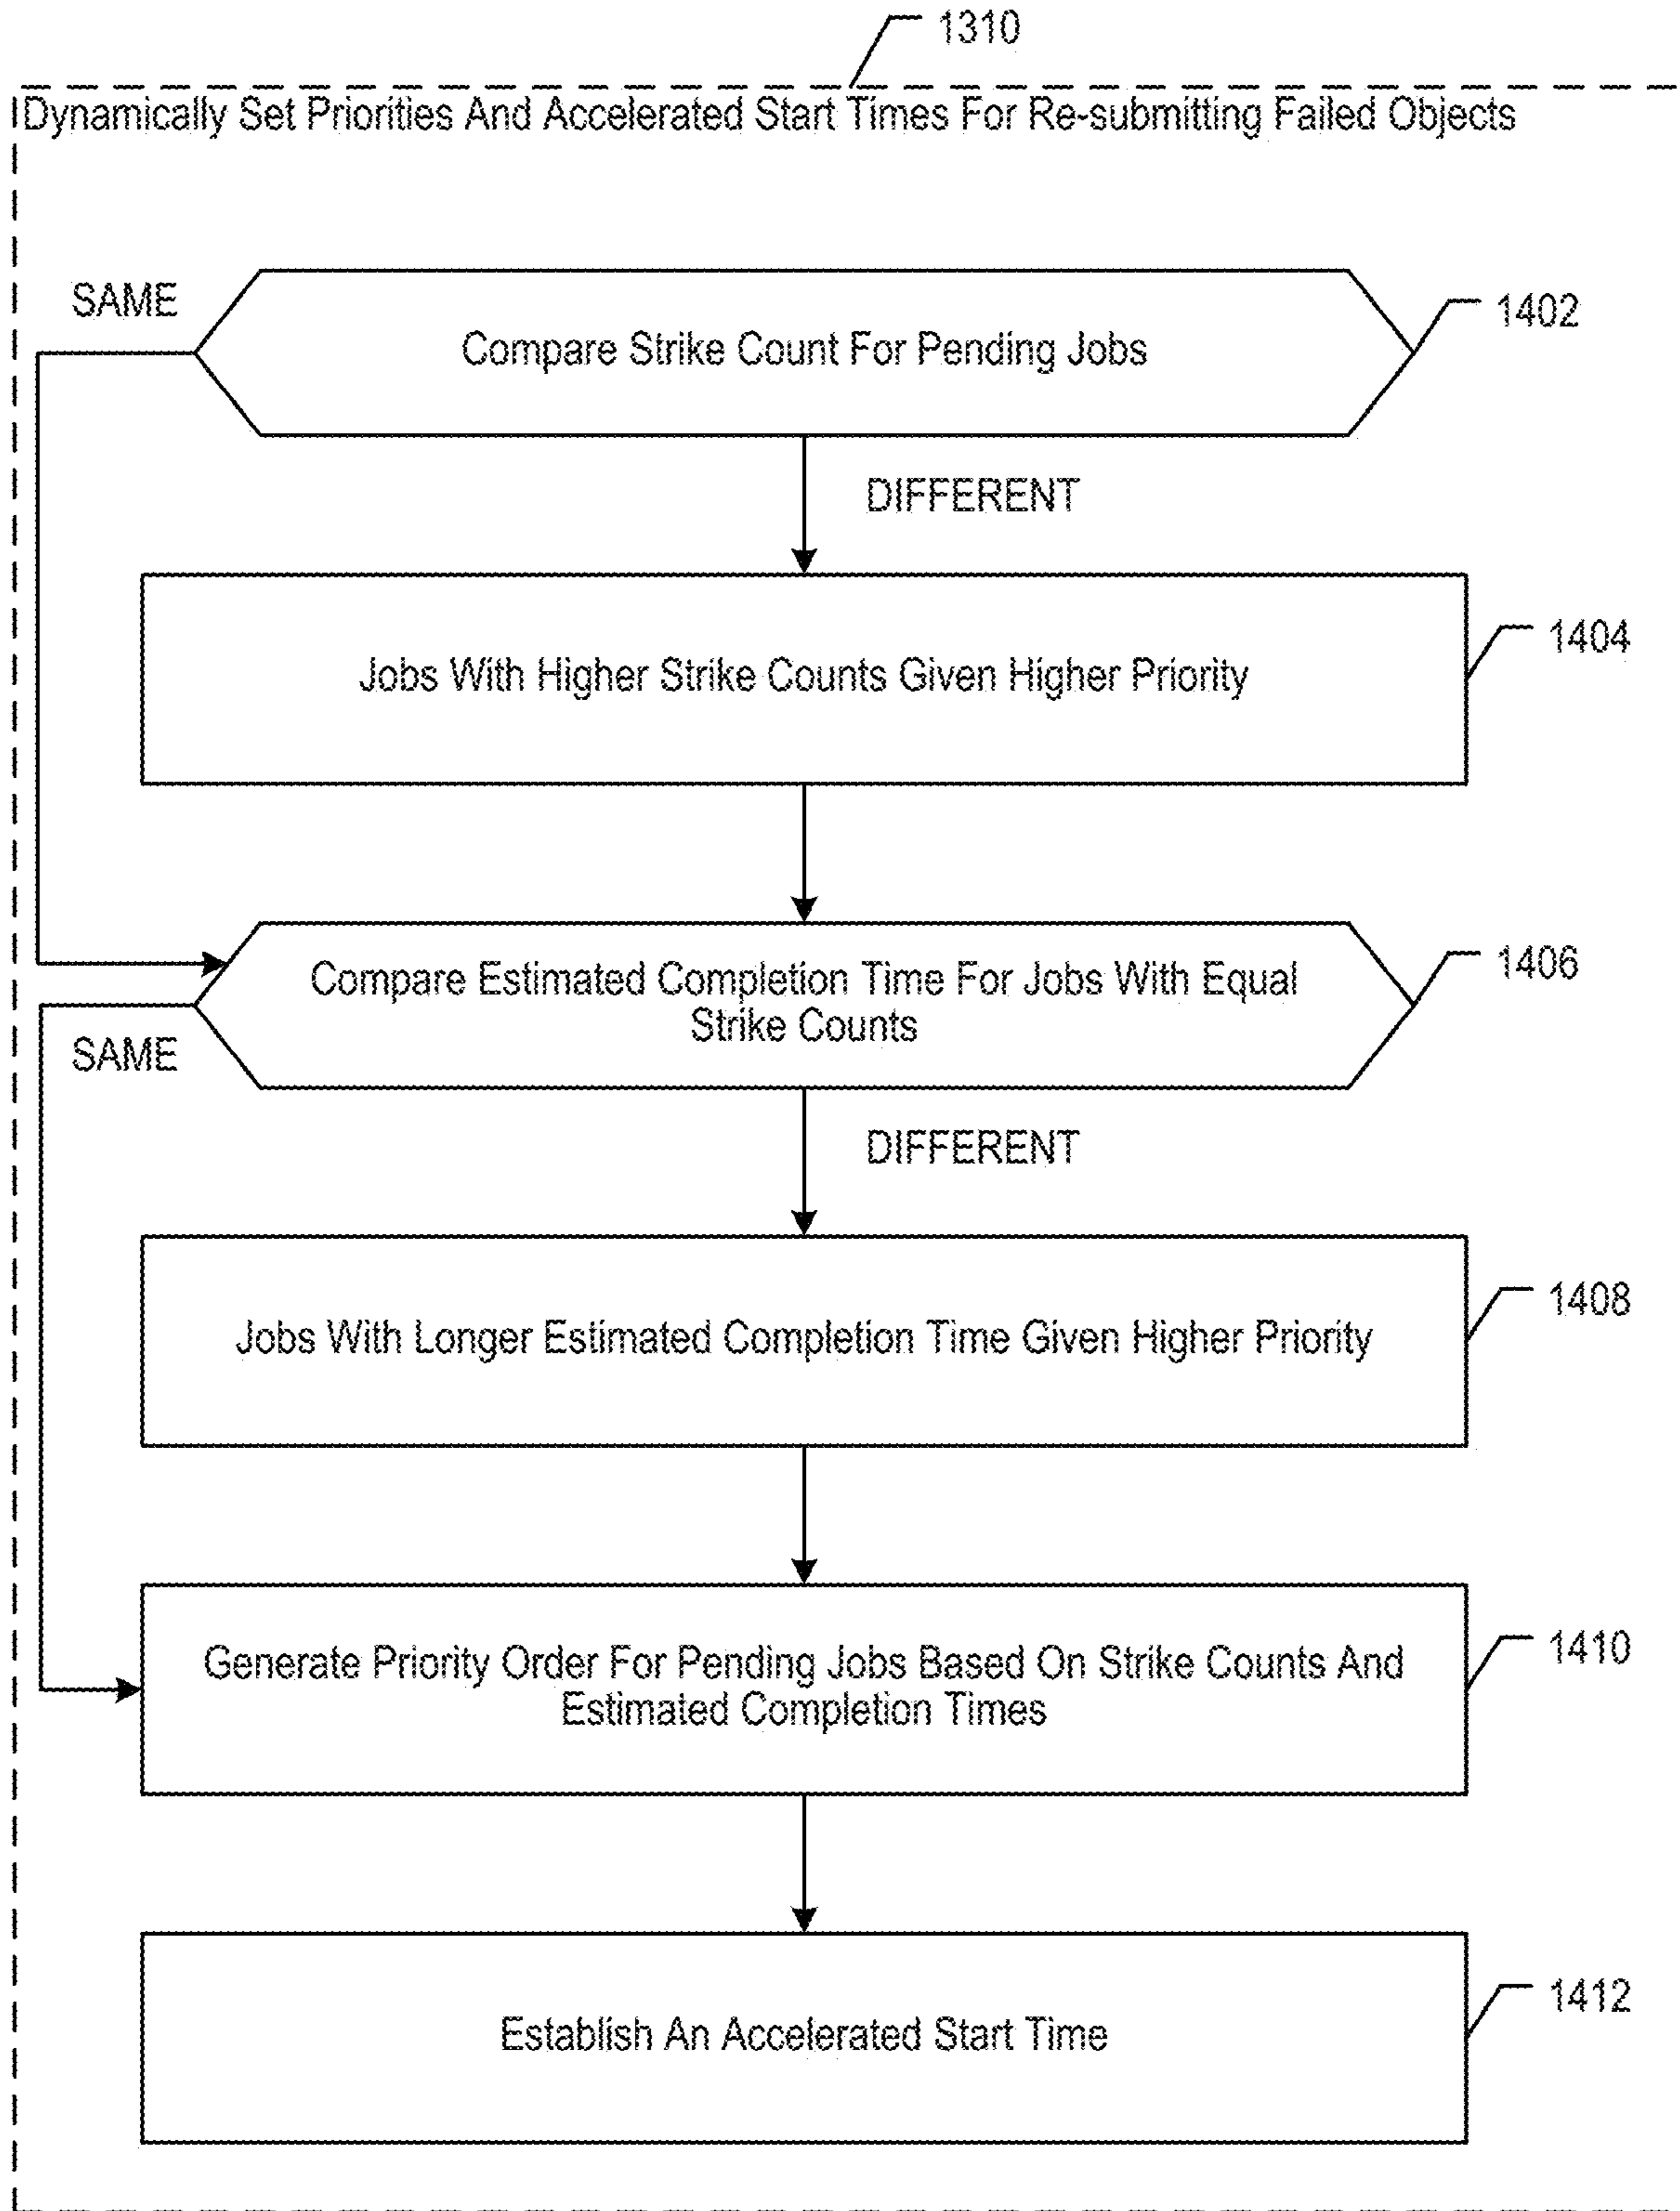 1310
Dynamically Set Priorities And Accelerated Start Times For Re-submitting Failed Objects
SAME
1402
Compare Strike Count For Pending Jobs
DIFFERENT
1404
Jobs With Higher Strike Counts Given Higher Priority
1406
Compare Estimated Completion Time For Jobs With Equal
Strike Counts
SAME
DIFFERENT
1408
Jobs With Longer Estimated Completion Time Given Higher Priority
1410
Generate Priority Order For Pending Jobs Based On Strike Counts And
Estimated Completion Times
1412
Establish An Accelerated Start Time